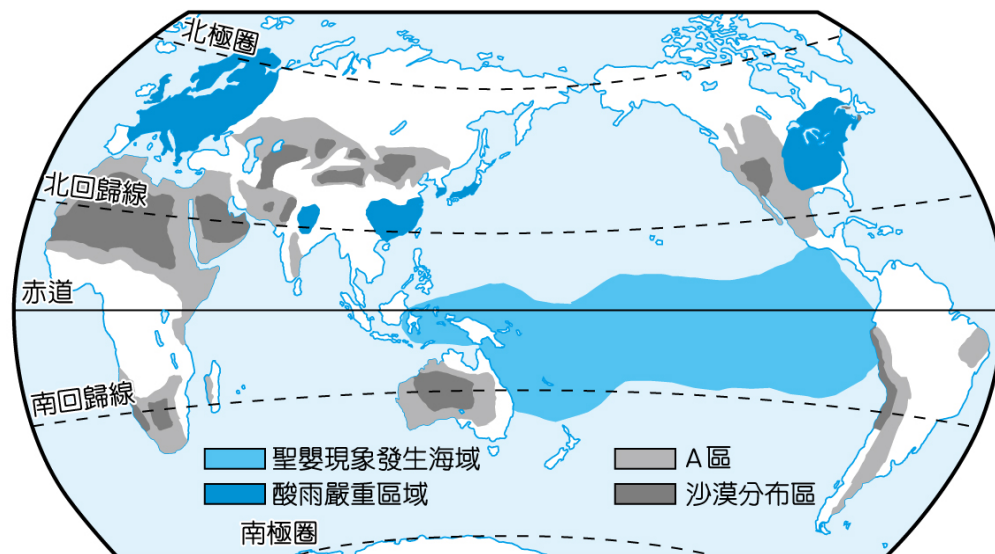 北極圈
北回歸線
赤道
南回歸線
聖嬰現象發生海域
A區
酸雨嚴重區域
沙漠分布區
南極圈